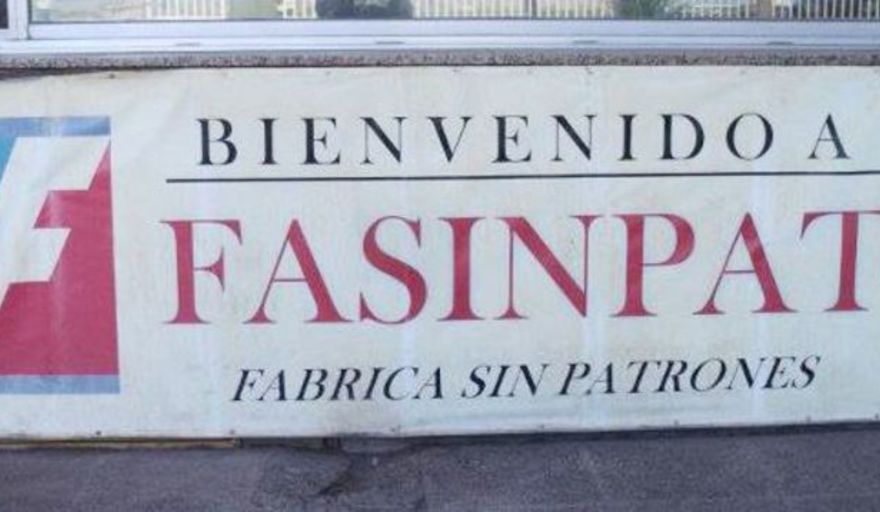 BIENVENIDO A
FASINPAT
FABRICA SIN PATRONES